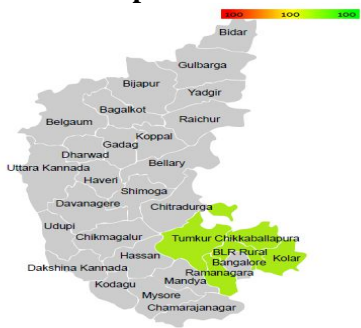 100 100 100
Bidar
Gulbarga
Bijapur
Yadgir
Bagalkot
Raichur
Belgaum
Koppal
Gadag
Dharwad
Bellary
Uttara Kannada
Haveri
Shimoga
Davanagere
Chitradurga
Udupi
Tumkur Chikkaballapura
Chikmagalur
BLR Rural
Hassan
Kolar
Bangalore
Dakshina Kannada
Ramanagara
Mandya
Kodagu
Mysore
Chamarajanagar